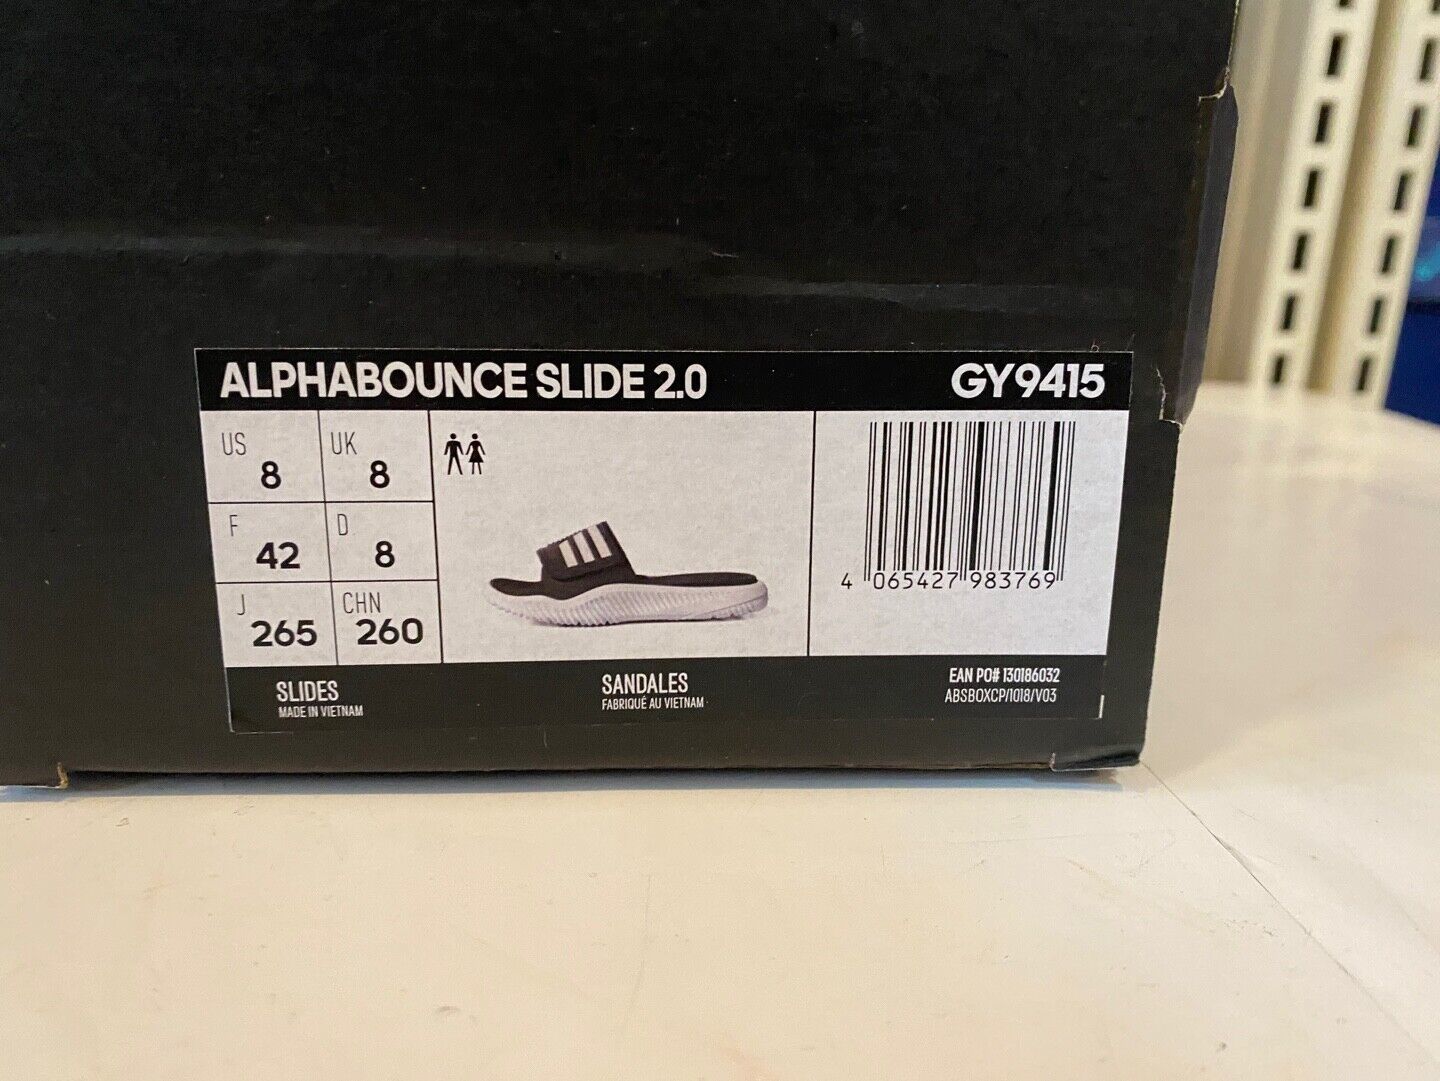 ALPHABOUNCE SLIDE 2.0 GY9415
US 8 UK 8
F 42 D 8
J 265 CHN 260
4 065427 983769
SLIDES
MADE IN VIETNAM
SANDALES
FABRIQUÉ AU VIETNAM
EAN PO# 130186032
ABSBOXCP/1018/V03